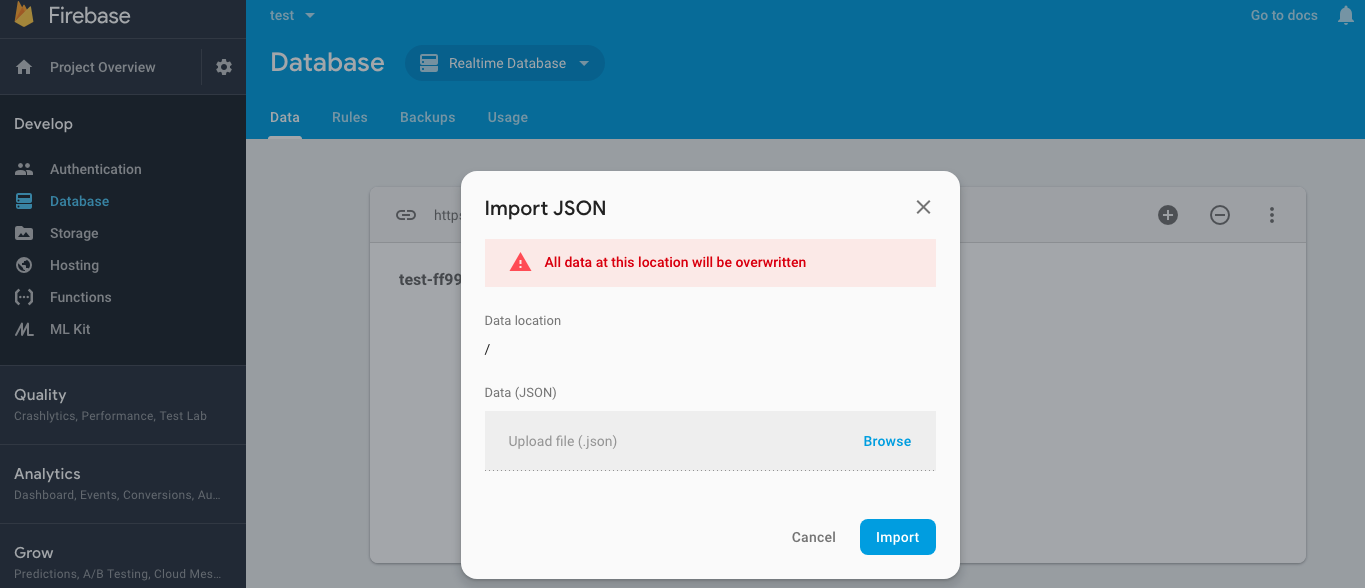 Firebase
Project Overview
Develop
Authentication
Database
Storage
Hosting
Functions
ML Kit
Quality
Crashlytics, Performance, Test Lab
Analytics
Dashboard, Events, Conversions, Au...
Grow
Predictions, A/B Testing, Cloud Mes...
test
Go to docs
Database
Realtime Database
Data Rules Backups Usage
https
test-ff99
Import JSON
All data at this location will be overwritten
Data location
/
Data (JSON)
Upload file (.json) Browse
Cancel Import